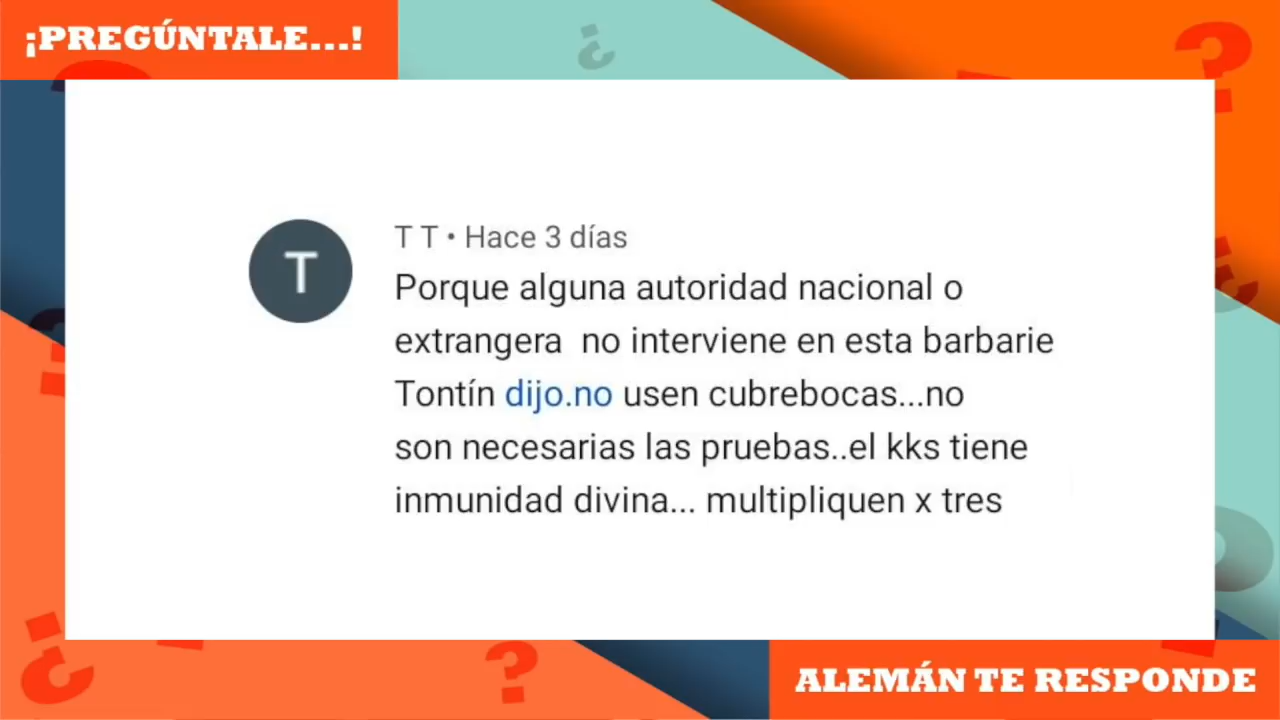 ¡PREGÚNTALE...!
T
T T • Hace 3 días
Porque alguna autoridad nacional o
extrangera no interviene en esta barbarie
Tontín dijo.no usen cubrebocas...no
son necesarias las pruebas..el kks tiene
inmunidad divina... multipliquen x tres
ALEMÁN TE RESPONDE